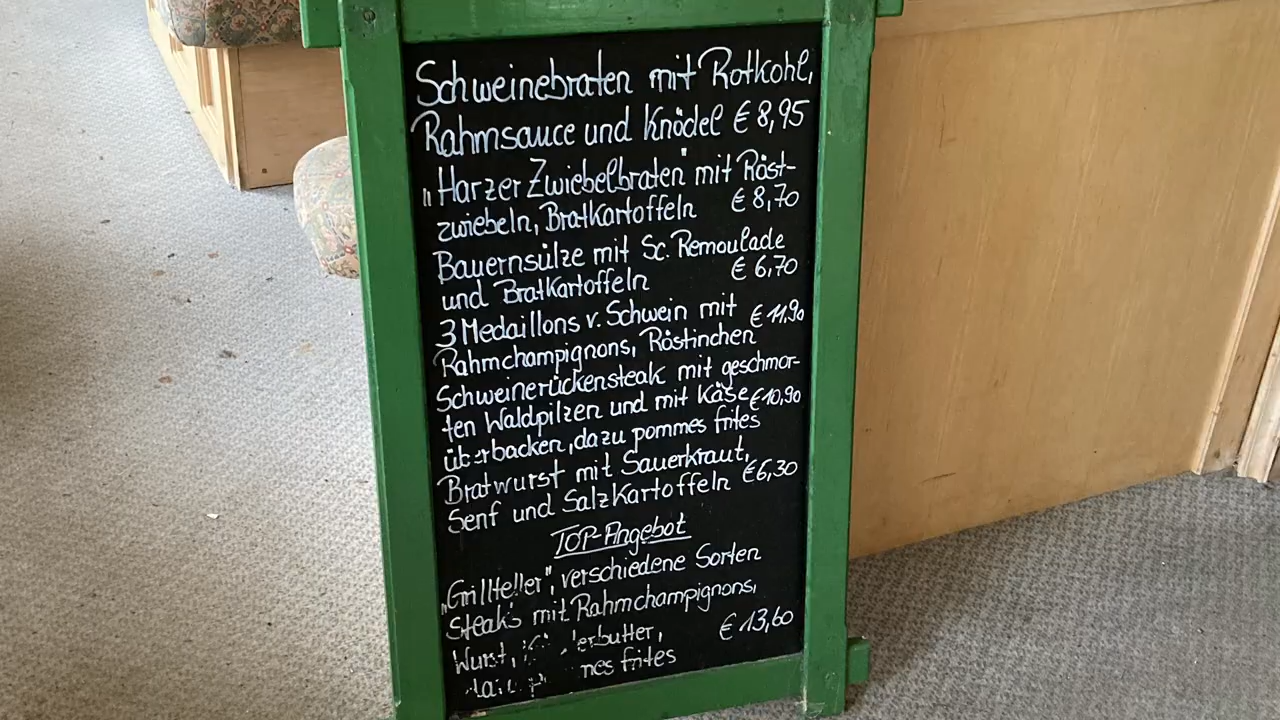 Schweinebraten mit Rotkohl,
Rahmsauce und Knödel € 8,95
„Harzer Zwiebelbraten" mit Röst-
zwiebeln, Bratkartoffeln € 8,70
Bauernsülze mit Sc. Remoulade
und Bratkartoffeln € 6,70
3 Medaillons v. Schwein mit € 11,90
Rahmchampignons, Röstinchen
Schweinerückensteak mit geschmor-
ten Waldpilzen und mit Käse € 10,90
überbacken, dazu pommes frites
Bratwurst mit Sauerkraut,
Senf und Salzkartoffeln € 6,30
TOP-Angebot
„Grillteller", verschiedene Sorten
Steaks mit Rahmchampignons,
Wurst, € 13,60
frites